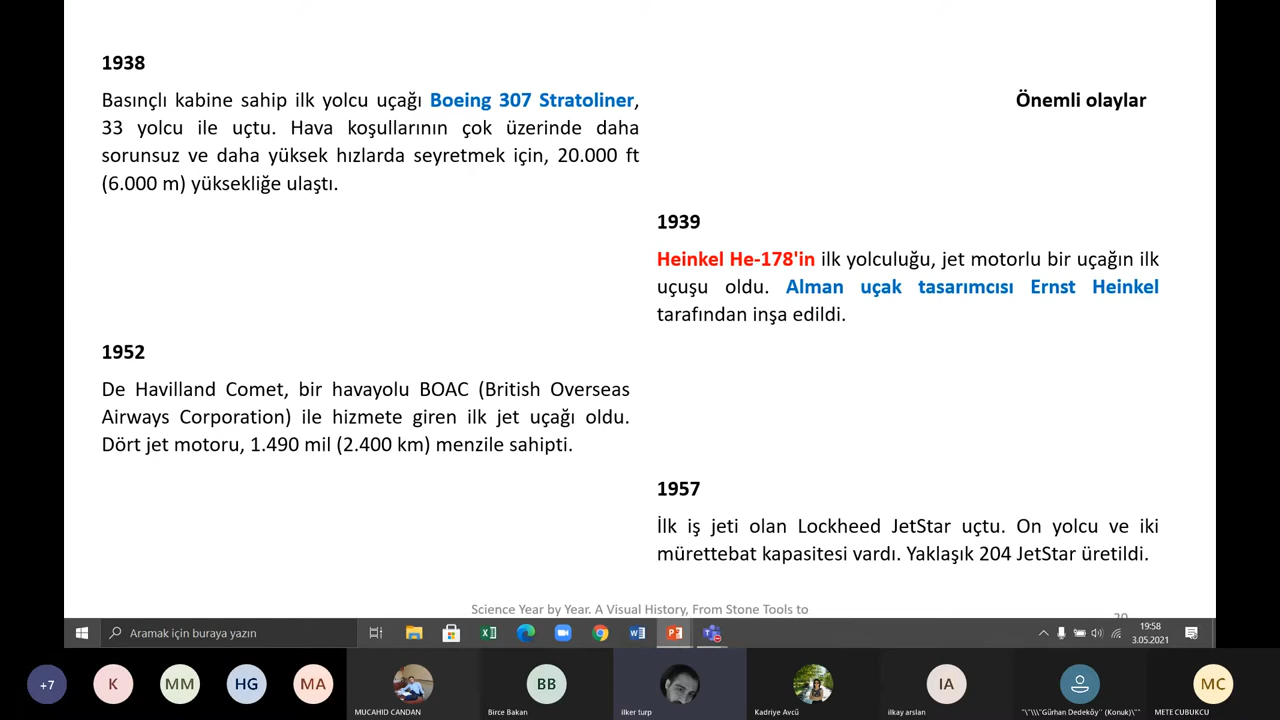 1938
Basınçlı kabine sahip ilk yolcu uçağı Boeing 307 Stratoliner,
33 yolcu ile uçtu. Hava koşullarının çok üzerinde daha
sorunsuz ve daha yüksek hızlarda seyretmek için, 20.000 ft
(6.000 m) yüksekliğe ulaştı.
Önemli olaylar
1939
Heinkel He-178'in ilk yolculuğu, jet motorlu bir uçağın ilk
uçuşu oldu. Alman uçak tasarımcısı Ernst Heinkel
tarafından inşa edildi.
1952
De Havilland Comet, bir havayolu BOAC (British Overseas
Airways Corporation) ile hizmete giren ilk jet uçağı oldu.
Dört jet motoru, 1.490 mil (2.400 km) menzile sahipti.
1957
İlk iş jeti olan Lockheed JetStar uçtu. On yolcu ve iki
mürettebat kapasitesi vardı. Yaklaşık 204 JetStar üretildi.
Science Year by Year. A Visual History, From Stone Tools to
Aramak için buraya yazın
19:58
3.05.2021
+7
K
MM
HG
MA
BB
IA
MC
MUCAHID CANDAN
Birce Bakan
ilker turp
Kadriye Avcü
ilkay arslan
"\"\\\"Gürhan Dedeköy" (Konuk)\""
METE CUBUKCU